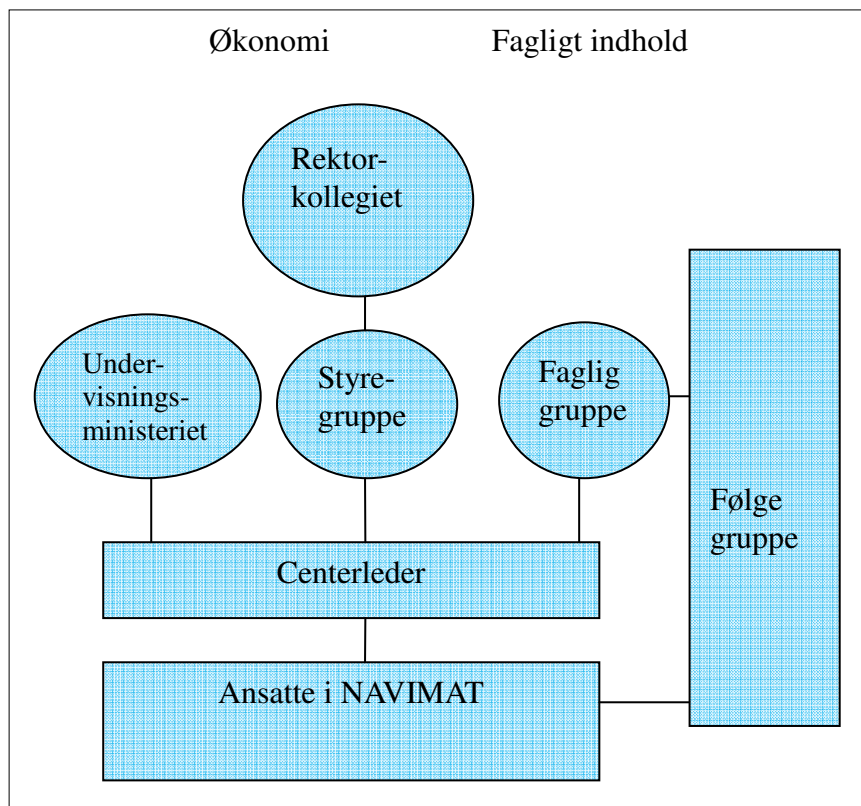 Økonomi
Fagligt indhold
Rektor-
kollegiet
Under-
visnings-
ministeriet
Styre-
gruppe
Faglig
gruppe
Følge
gruppe
Centerleder
Ansatte i NAVIMAT